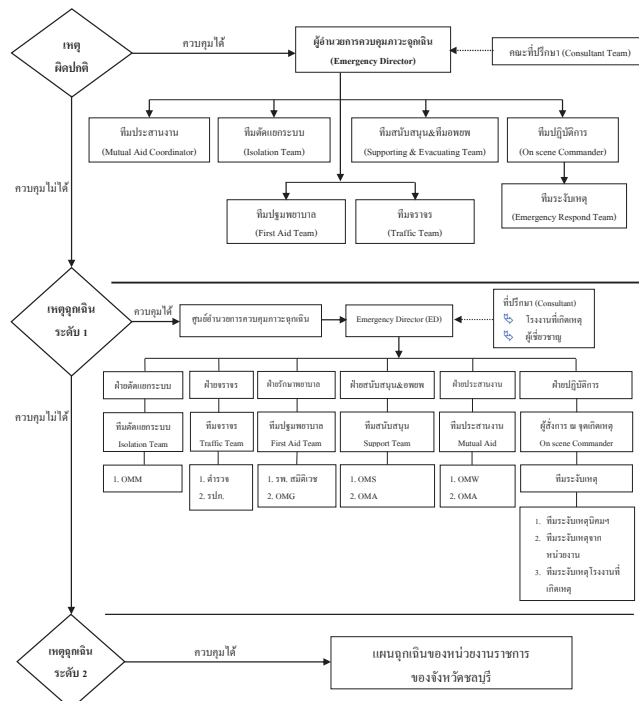 เหตุ
ผิดปกติ
ควบคุมได้
ผู้อำนวยการควบคุมภาวะฉุกเฉิน
(Emergency Director)
คณะที่ปรึกษา (Consultant Team)
ทีมประสานงาน
(Mutual Aid Coordinator)
ทีมตัดแยกระบบ
(Isolation Team)
ทีมสนับสนุน&ทีมอพยพ
(Supporting & Evacuating Team)
ทีมปฏิบัติการ
(On scene Commander)
ควบคุมไม่ได้
ทีมปฐมพยาบาล
(First Aid Team)
ทีมจราจร
(Traffic Team)
ทีมระงับเหตุ
(Emergency Respond Team)
เหตุฉุกเฉิน
ระดับ 1
ควบคุมได้
ศูนย์อำนวยการควบคุมภาวะฉุกเฉิน
Emergency Director (ED)
ที่ปรึกษา (Consultant)
โรงงานที่เกิดเหตุ
ผู้เชี่ยวชาญ
ควบคุมไม่ได้
ฝ่ายตัดแยกระบบ
ฝ่ายจราจร
ฝ่ายรักษาพยาบาล
ฝ่ายสนับสนุน&อพยพ
ฝ่ายประสานงาน
ฝ่ายปฏิบัติการ
ทีมตัดแยกระบบ
Isolation Team
ทีมจราจร
Traffic Team
ทีมปฐมพยาบาล
First Aid Team
ทีมสนับสนุน
Support Team
ทีมประสานงาน
Mutual Aid
ผู้สั่งการ ณ จุดเกิดเหตุ
On scene Commander
1. OMM
1. ตำรวจ
2. รปภ.
1. รพ. สมิติเวช
2. OMG
1. OMS
2. OMA
1. OMW
2. OMA
ทีมระงับเหตุ
1. ทีมระงับเหตุนิคมฯ
2. ทีมระงับเหตุจาก
หน่วยงาน
3. ทีมระงับเหตุโรงงานที่
เกิดเหตุ
เหตุฉุกเฉิน
ระดับ 2
ควบคุมได้
แผนฉุกเฉินของหน่วยงานราชการ
ของจังหวัดชลบุรี